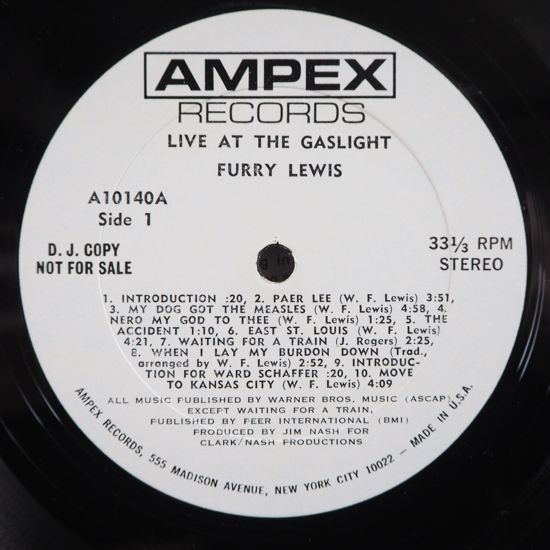 AMPEX
RECORDS
LIVE AT THE GASLIGHT
FURRY LEWIS
A10140A
Side 1
D. J. COPY
NOT FOR SALE
33⅓ RPM
STEREO
1. INTRODUCTION :20, 2. PAER LEE (W. F. Lewis) 3:51,
3. MY DOG GOT THE MEASLES (W. F. Lewis) 4:58, 4.
NERO MY GOD TO THEE (W. F. Lewis) 1:25, 5. THE
ACCIDENT 1:10, 6. EAST ST. LOUIS (W. F. Lewis)
4:21, 7. WAITING FOR A TRAIN (J. Rogers) 2:25,
8. WHEN I LAY MY BURDON DOWN (Trad.,
arranged by W. F. Lewis) 2:52, 9. INTRODUC-
TION FOR WARD SCHAFFER :20, 10. MOVE
TO KANSAS CITY (W. F. Lewis) 4:09
ALL MUSIC PUBLISHED BY WARNER BROS. MUSIC (ASCAP)
EXCEPT WAITING FOR A TRAIN,
PUBLISHED BY PEER INTERNATIONAL (BMI)
PRODUCED BY JIM NASH FOR
CLARK/NASH PRODUCTIONS
AMPEX RECORDS, 555 MADISON AVENUE, NEW YORK CITY 10022 – MADE IN U.S.A.